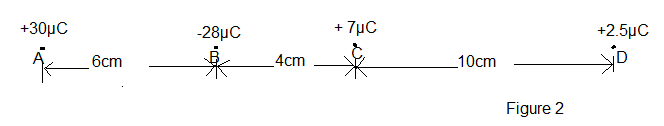 +30μC -28μC + 7μC +2.5μC
A B C D
6cm 4cm 10cm
Figure 2